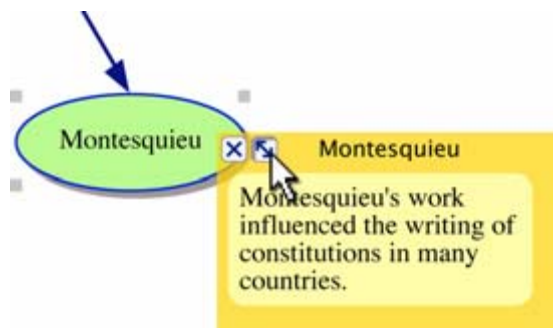 Montesquieu
Montesquieu
Montesquieu's work
influenced the writing of
constitutions in many
countries.